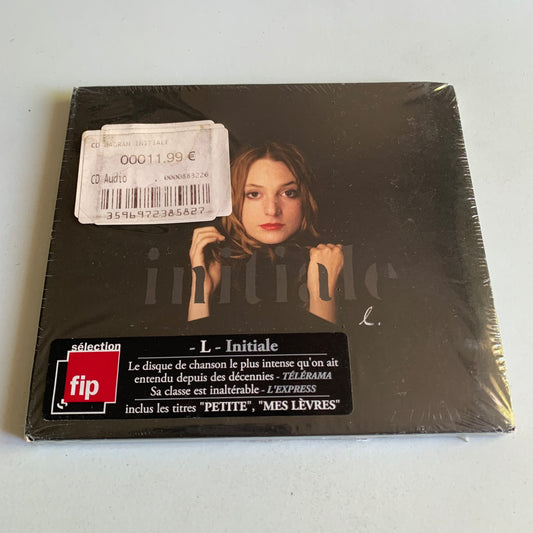 CD JAGRAN INITIALE
00011.99 €
CD Audio . 0000883226
3596972385827
initiale
L.
sélection
fip
- L - Initiale
Le disque de chanson le plus intense qu'on ait
entendu depuis des décennies - TÉLÉRAMA
Sa classe est inaltérable - L'EXPRESS
inclus les titres "PETITE", "MES LÈVRES"